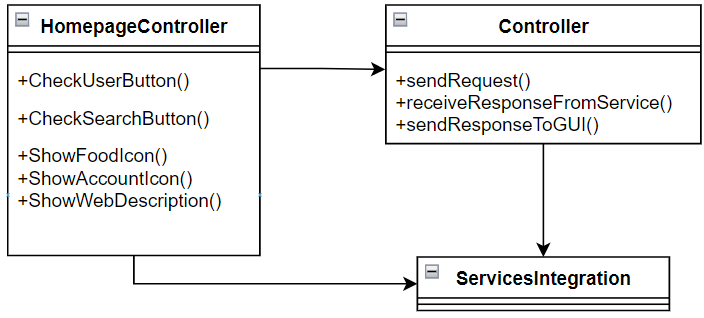 HomepageController
+CheckUserButton()
+CheckSearchButton()
+ShowFoodIcon()
+ShowAccountIcon()
+ShowWebDescription()
Controller
+sendRequest()
+receiveResponseFromService()
+sendResponseToGUI()
ServicesIntegration